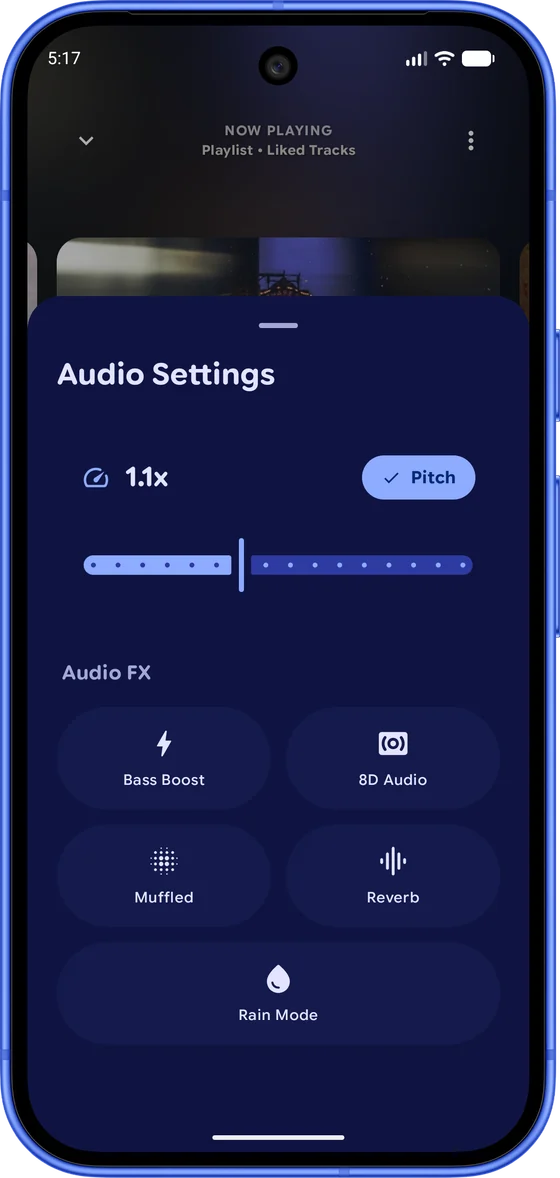 5:17
NOW PLAYING
Playlist • Liked Tracks
Audio Settings
1.1x
Pitch
Audio FX
Bass Boost
8D Audio
Muffled
Reverb
Rain Mode